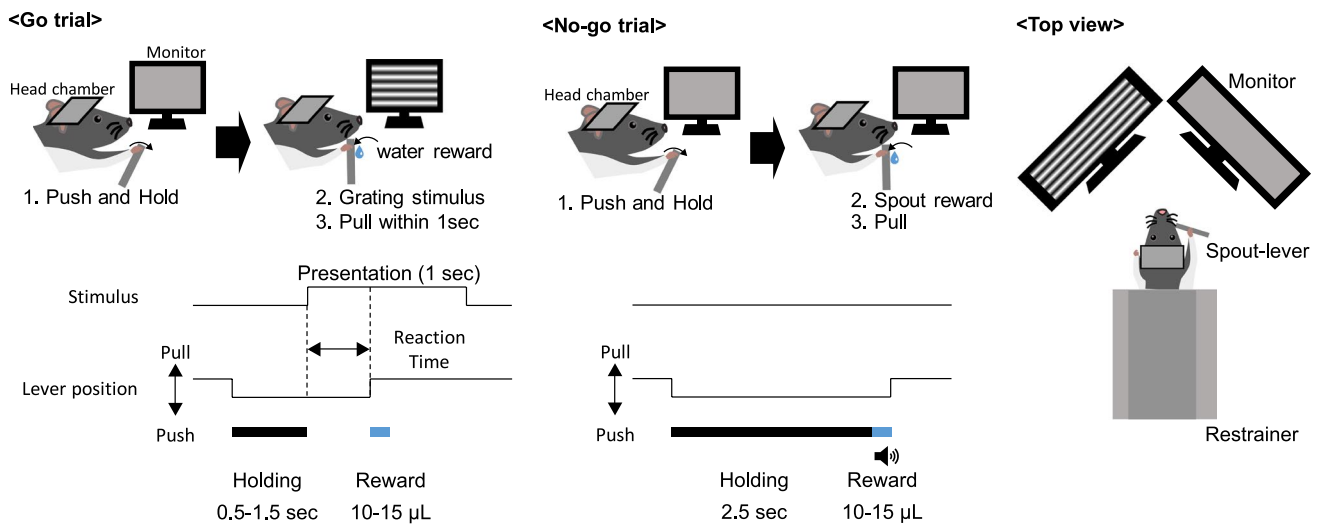 <Go trial>
Monitor
Head chamber
water reward
1. Push and Hold
2. Grating stimulus
3. Pull within 1sec
Presentation (1 sec)
Stimulus
Reaction
Time
Pull
Lever position
Push
Holding
Reward
0.5-1.5 sec
10-15 µL
<No-go trial>
Head chamber
1. Push and Hold
2. Spout reward
3. Pull
Pull
Push
Holding
Reward
2.5 sec
10-15 µL
<Top view>
Monitor
Spout-lever
Restrainer